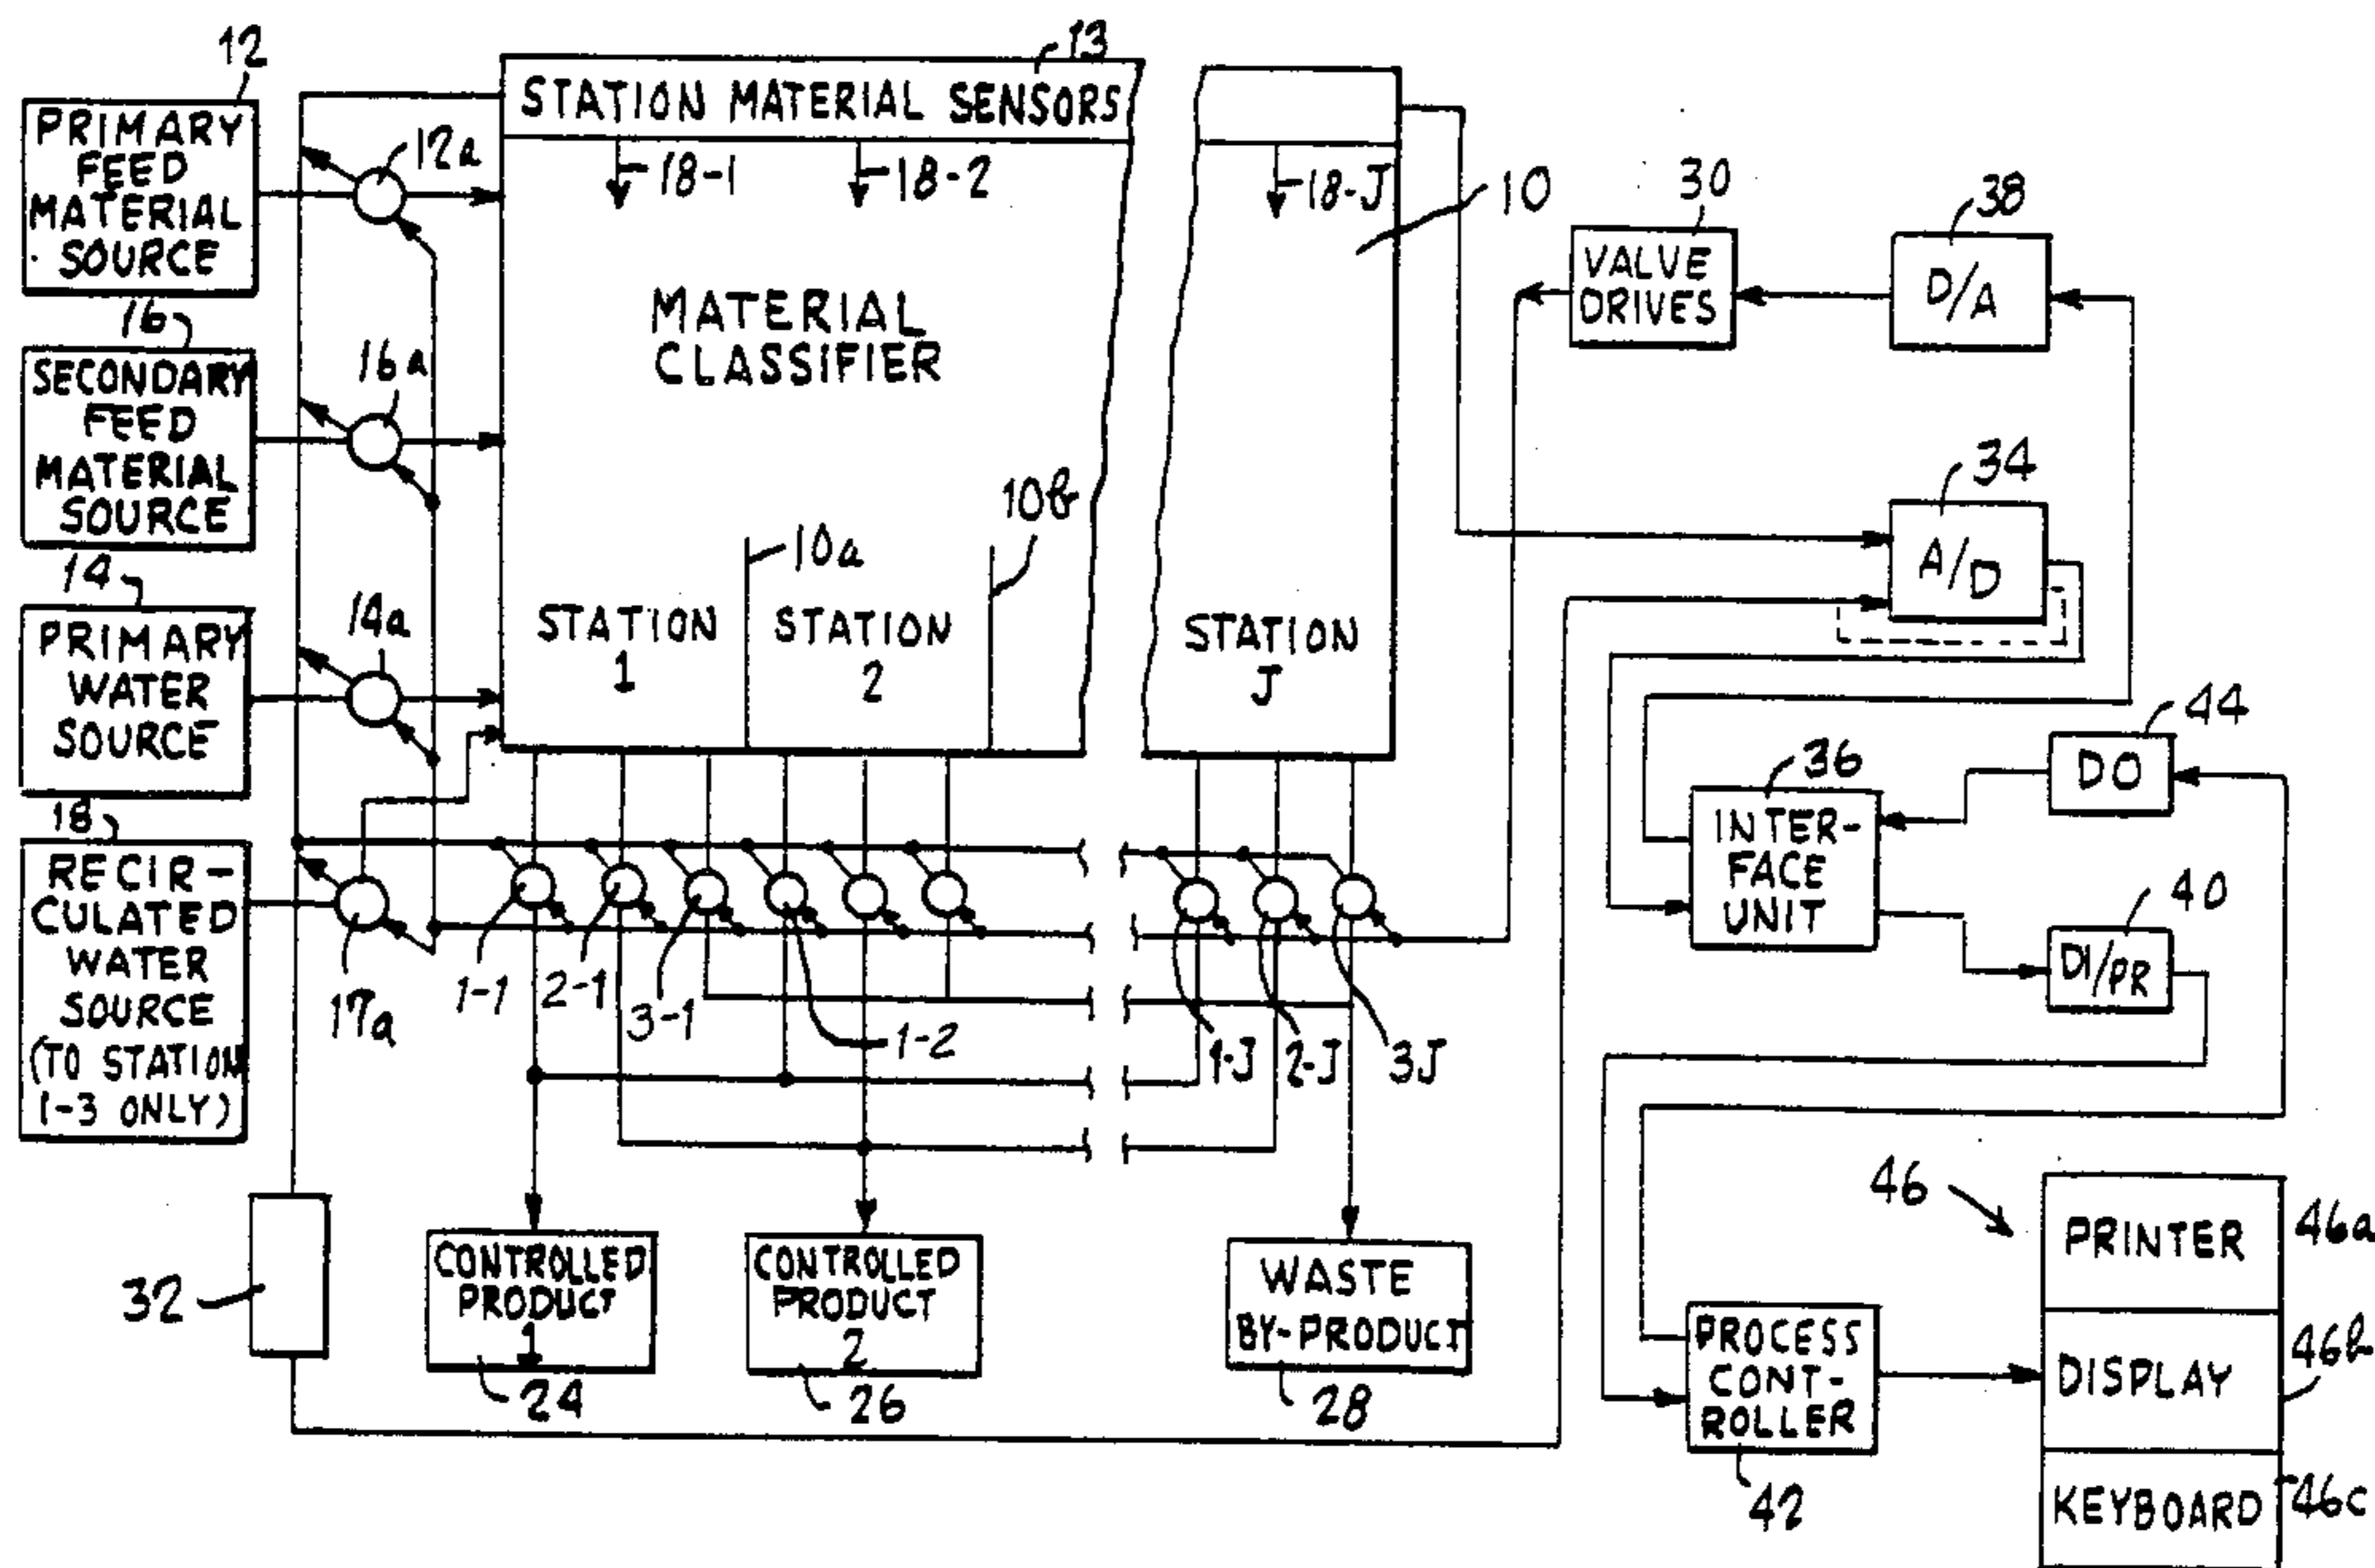 12
PRIMARY
FEED
MATERIAL
SOURCE
12a
13
STATION MATERIAL SENSORS
18-1
18-2
18-J
10
MATERIAL
CLASSIFIER
16
SECONDARY
FEED
MATERIAL
SOURCE
16a
14
PRIMARY
WATER
SOURCE
14a
10a
10b
STATION
1
STATION
2
STATION
J
18
RECIR-
CULATED
WATER
SOURCE
(TO STATION
1-3 ONLY)
17a
1-1
2-1
3-1
1-2
1-J
2-J
3J
30
VALVE
DRIVES
38
D/A
34
A/D
44
DO
36
INTER-
FACE
UNIT
40
DI/PR
32
CONTROLLED
PRODUCT
1
24
CONTROLLED
PRODUCT
2
26
WASTE
BY-PRODUCT
28
PROCESS
CONT-
ROLLER
42
46
PRINTER
46a
DISPLAY
46b
KEYBOARD
46c